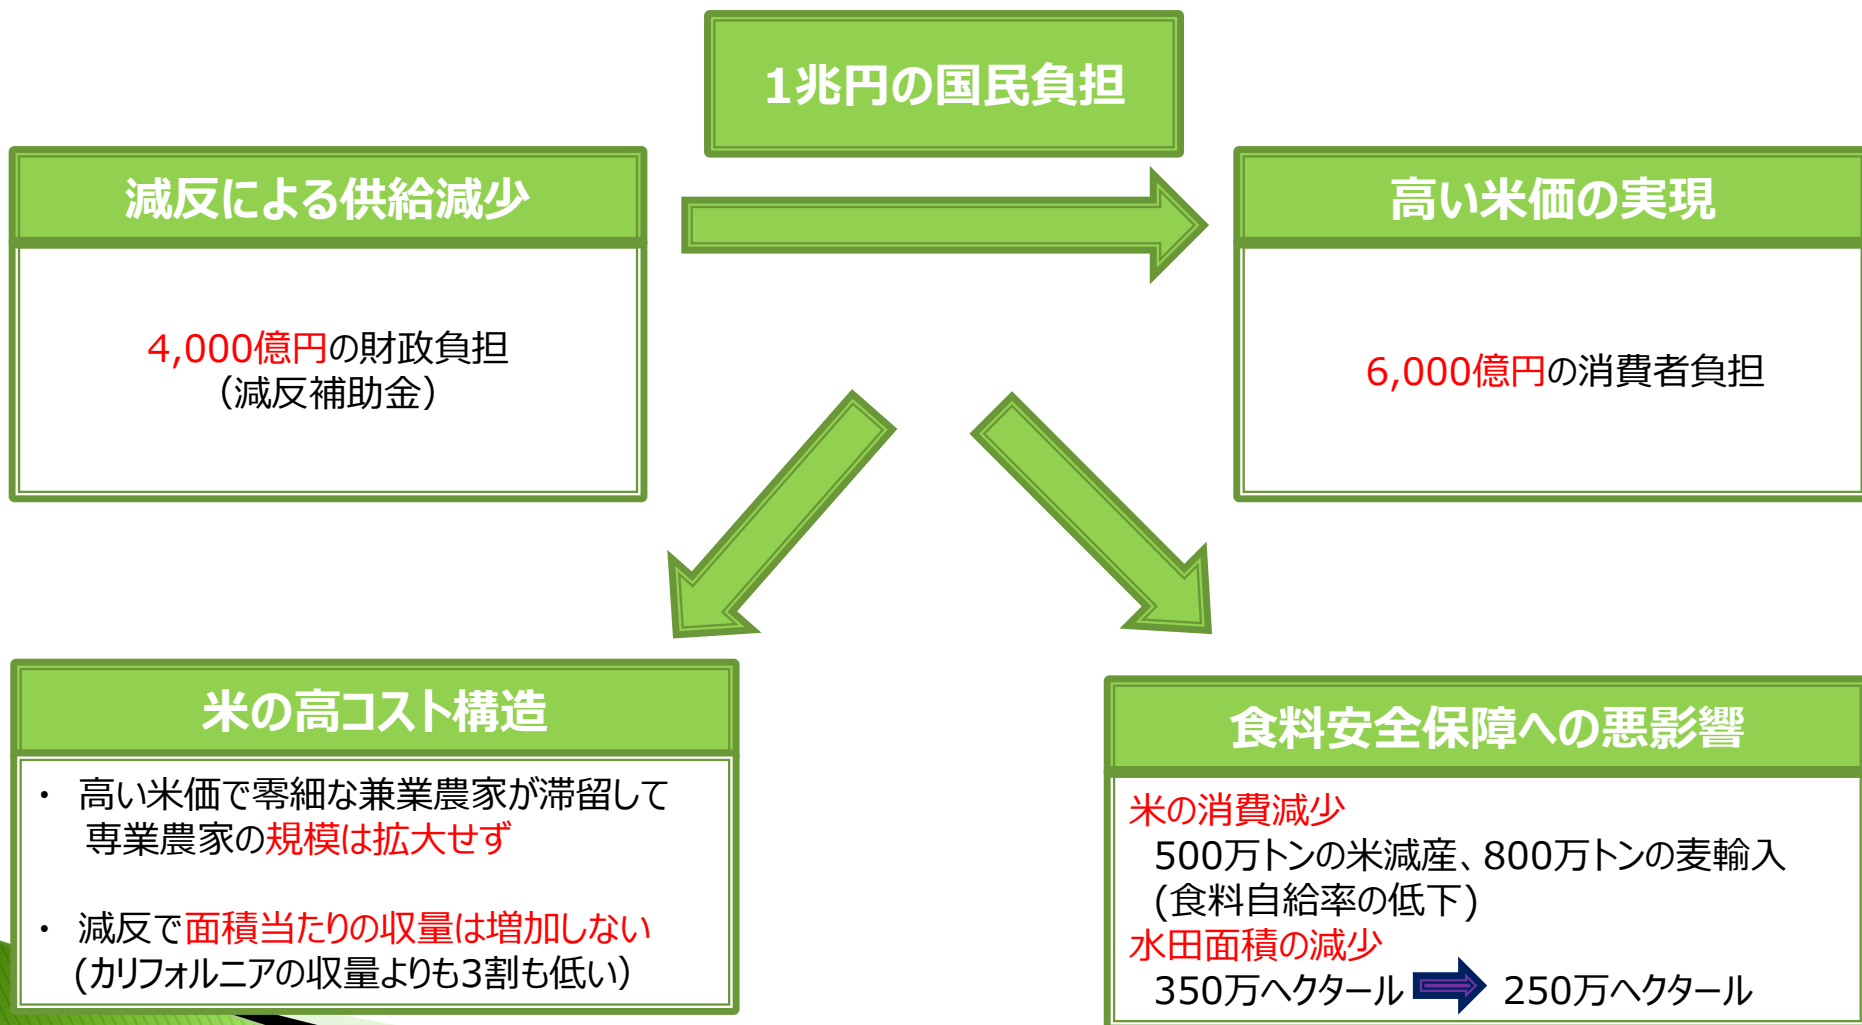 1兆円の国民負担
減反による供給減少
4,000億円の財政負担
（減反補助金）
高い米価の実現
6,000億円の消費者負担
米の高コスト構造
・ 高い米価で零細な兼業農家が滞留して
専業農家の規模は拡大せず
・ 減反で面積当たりの収量は増加しない
(カリフォルニアの収量よりも3割も低い）
食料安全保障への悪影響
米の消費減少
500万トンの米減産、800万トンの麦輸入
(食料自給率の低下)
水田面積の減少
350万ヘクタール 250万ヘクタール